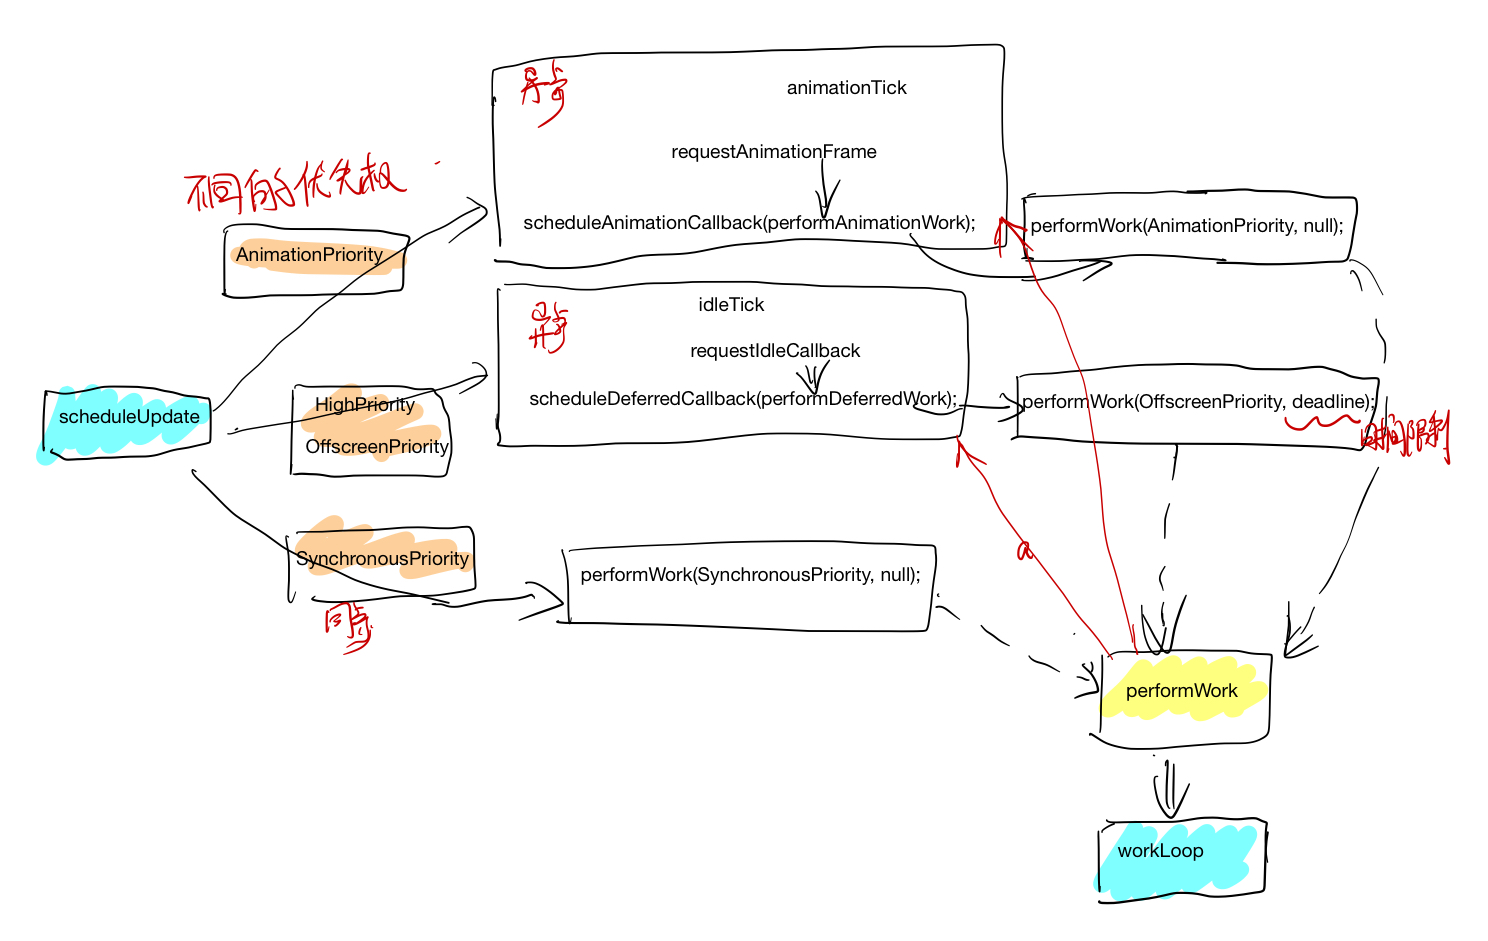 异步
animationTick
requestAnimationFrame
不同的优先权
scheduleAnimationCallback(performAnimationWork);
performWork(AnimationPriority, null);
AnimationPriority
异步
idleTick
requestIdleCallback
scheduleUpdate
HighPriority
OffscreenPriority
scheduleDeferredCallback(performDeferredWork);
performWork(OffscreenPriority, deadline);
时间限制
SynchronousPriority
同步
performWork(SynchronousPriority, null);
performWork
workLoop